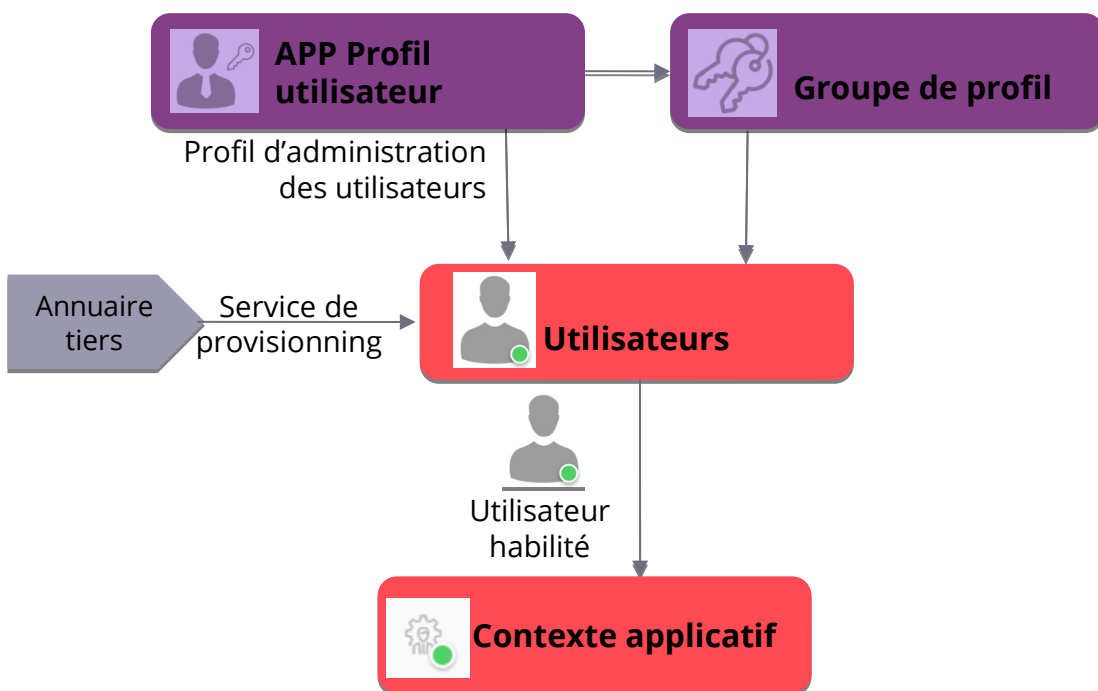 APP Profil
utilisateur
Groupe de profil
Profil d’administration
des utilisateurs
Annuaire
tiers
Service de
provisionning
Utilisateurs
Utilisateur
habilité
Contexte applicatif